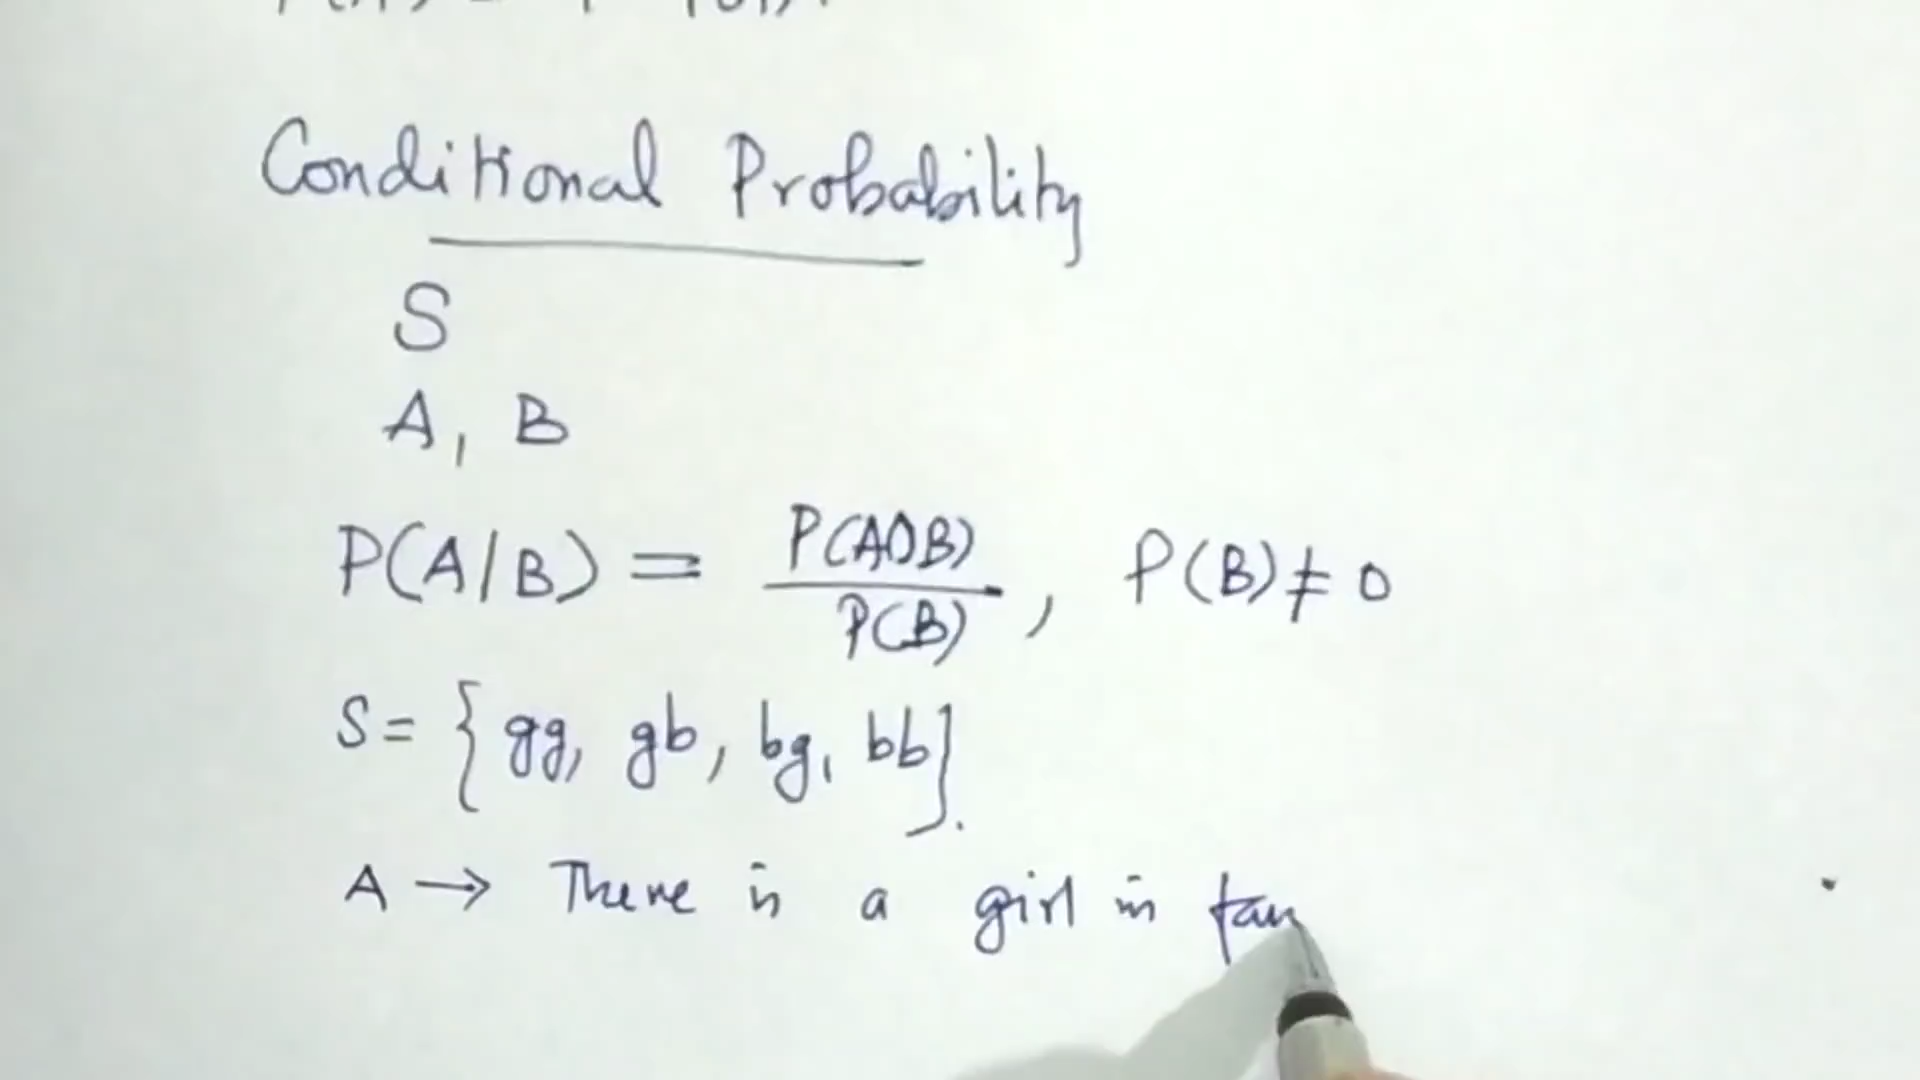 Conditional Probability
S
A, B
P(A/B) = P(A∩B) / P(B) , P(B) ≠ 0
S = { gg, gb, bg, bb}.
A → There is a girl in